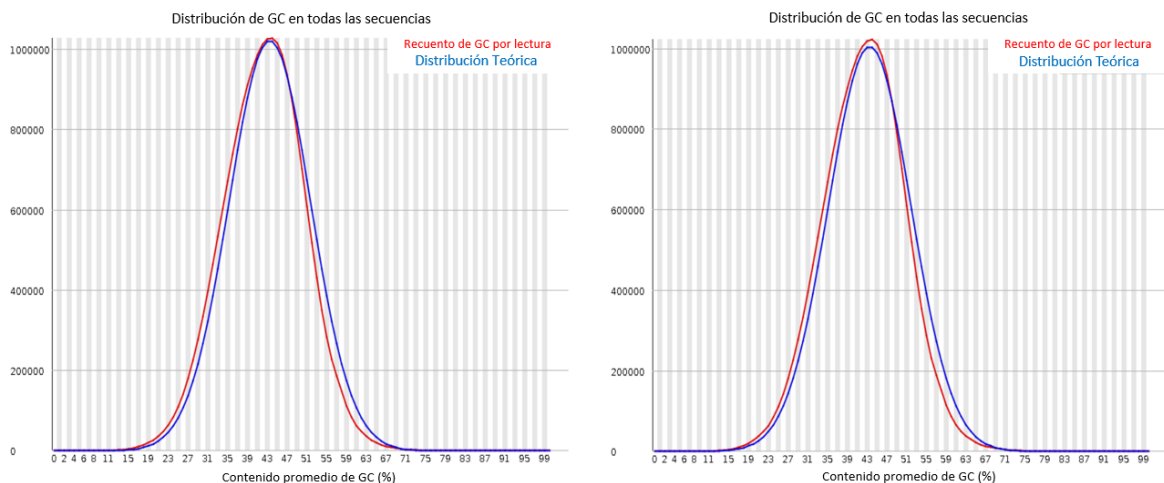 Distribución de GC en todas las secuencias
Recuento de GC por lectura
Distribución Teórica
1000000
800000
600000
400000
200000
0
0 2 4 6 8 11 15 19 23 27 31 35 39 43 47 51 55 59 63 67 71 75 79 83 87 91 95 99
Contenido promedio de GC (%)
Distribución de GC en todas las secuencias
Recuento de GC por lectura
Distribución Teórica
1000000
800000
600000
400000
200000
0
0 2 4 6 8 11 15 19 23 27 31 35 39 43 47 51 55 59 63 67 71 75 79 83 87 91 95 99
Contenido promedio de GC (%)